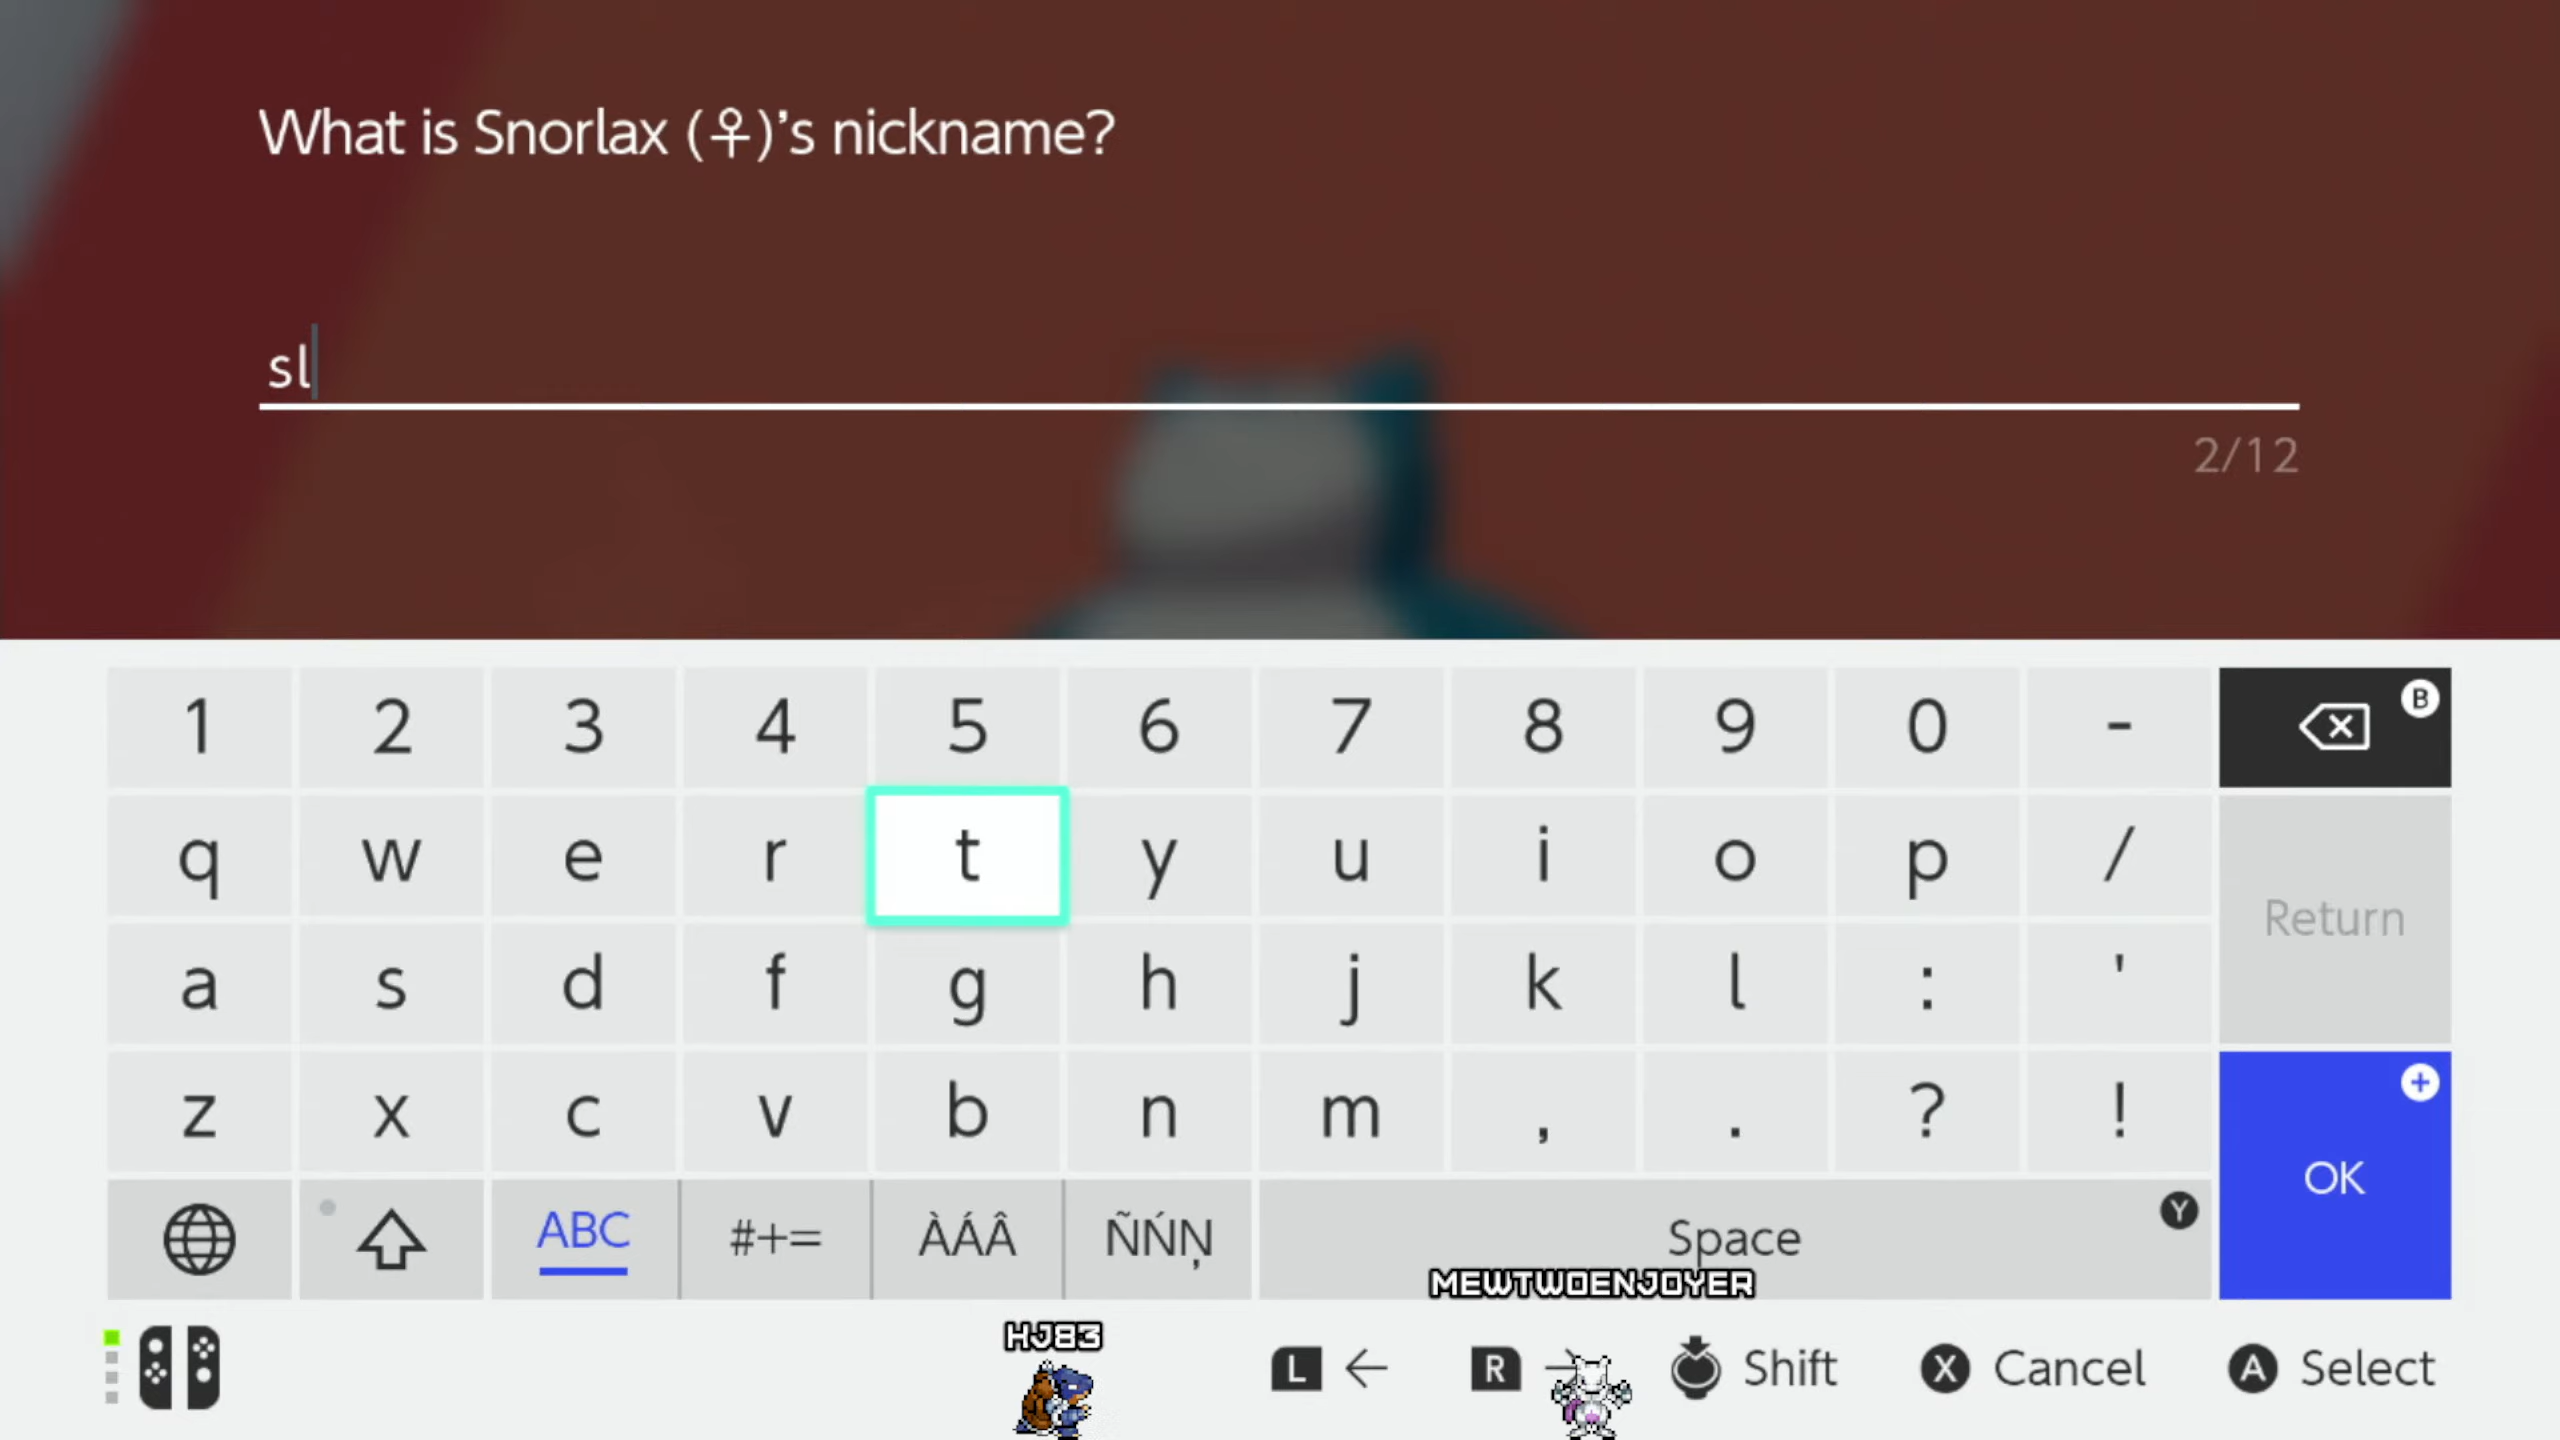 What is Snorlax (♀)'s nickname?
sl
2/12
1 2 3 4 5 6 7 8 9 0 - B
q w e r t y u i o p /
Return
a s d f g h j k l : '
z x c v b n m , . ? !
OK
ABC #+= ÀÁÂ ÑŃŅ Space Y
MEWTWOENJOYER
HJ83
L ← R → Shift X Cancel A Select